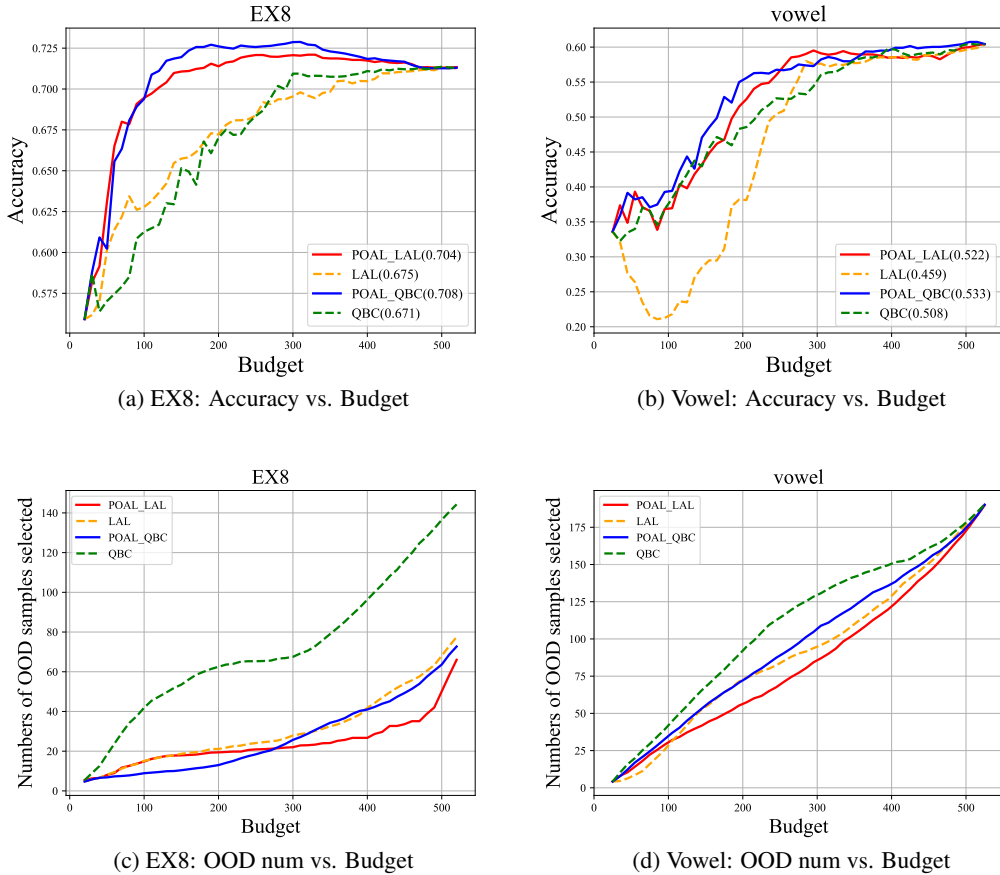 EX8
Accuracy
0.725
0.700
0.675
0.650
0.625
0.600
0.575
POAL_LAL(0.704)
LAL(0.675)
POAL_QBC(0.708)
QBC(0.671)
0 100 200 300 400 500
Budget
(a) EX8: Accuracy vs. Budget
vowel
Accuracy
0.60
0.55
0.50
0.45
0.40
0.35
0.30
0.25
0.20
POAL_LAL(0.522)
LAL(0.459)
POAL_QBC(0.533)
QBC(0.508)
0 100 200 300 400 500
Budget
(b) Vowel: Accuracy vs. Budget
EX8
Numbers of OOD samples selected
140
120
100
80
60
40
20
0
POAL_LAL
LAL
POAL_QBC
QBC
0 100 200 300 400 500
Budget
(c) EX8: OOD num vs. Budget
vowel
Numbers of OOD samples selected
175
150
125
100
75
50
25
0
POAL_LAL
LAL
POAL_QBC
QBC
0 100 200 300 400 500
Budget
(d) Vowel: OOD num vs. Budget